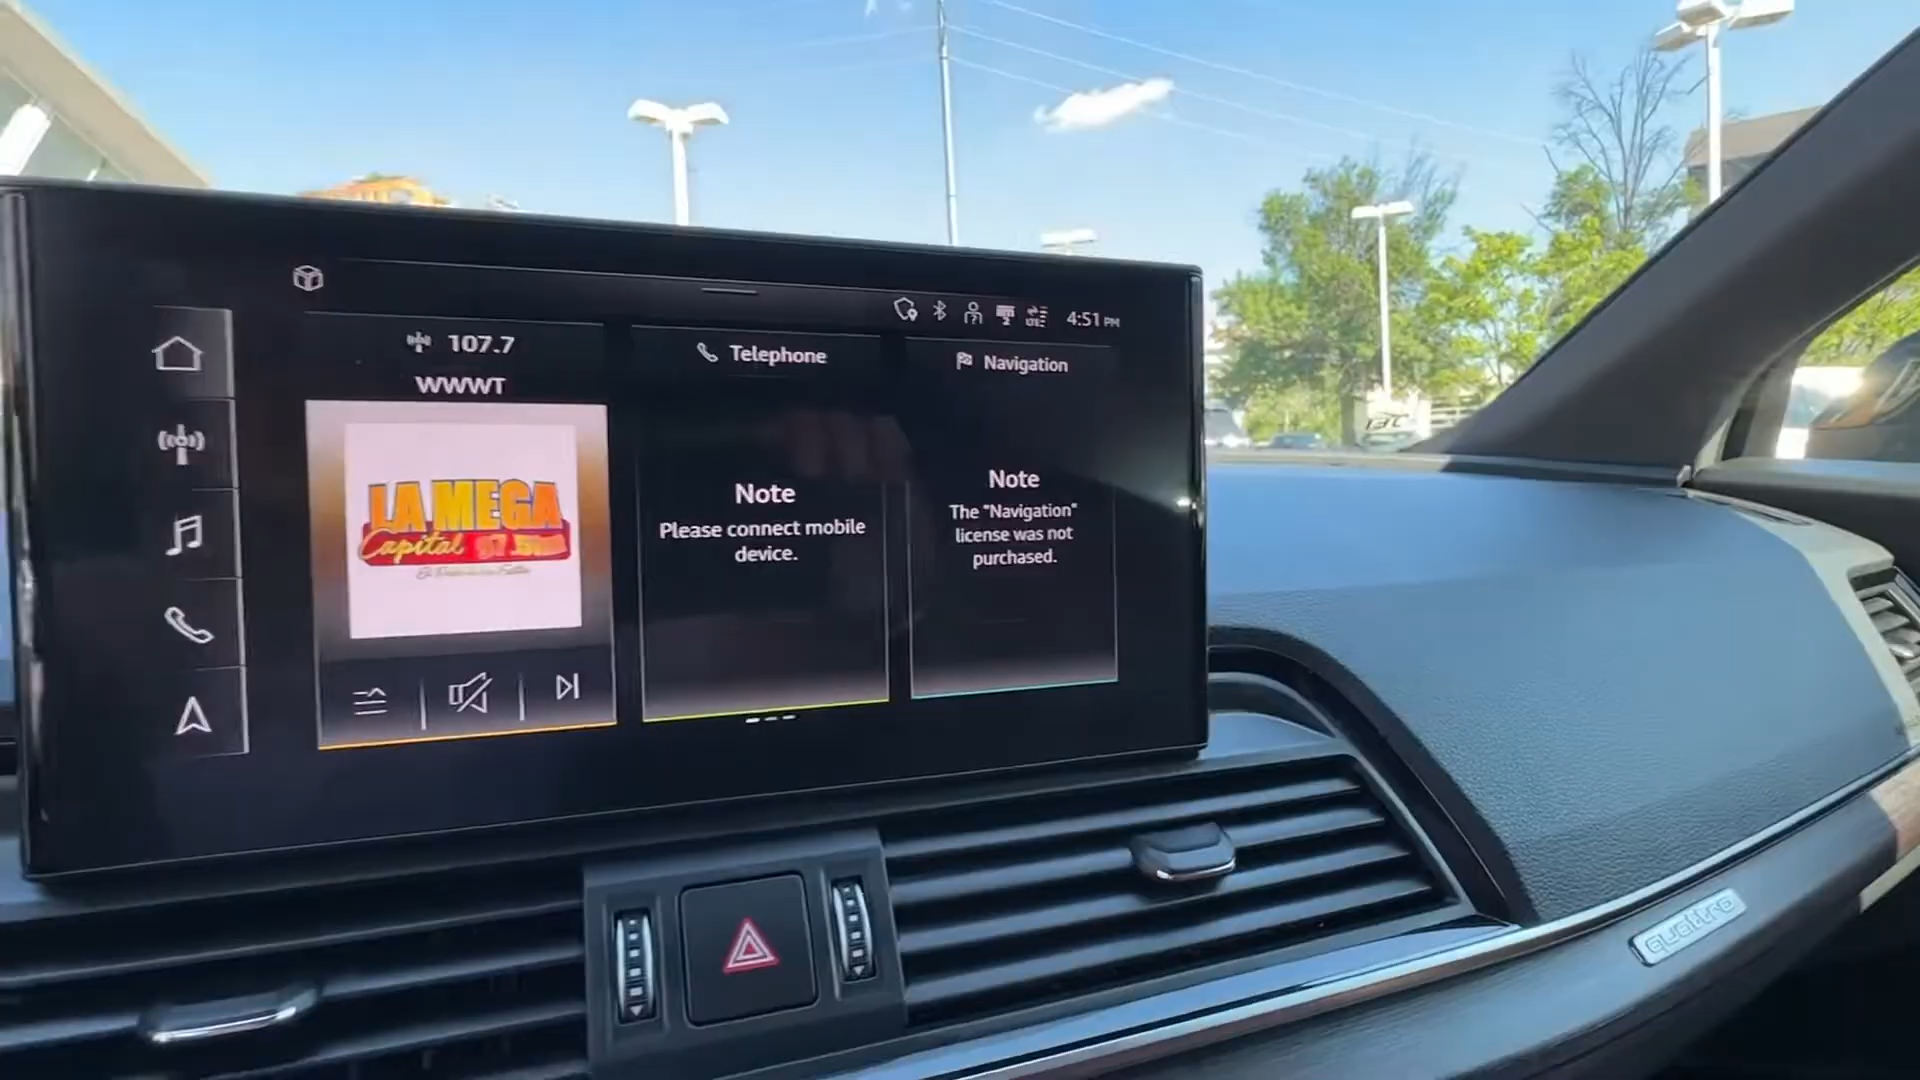 4:51 PM
107.7
WWWT
LA MEGA
Capital
Telephone
Note
Please connect mobile
device.
Navigation
Note
The "Navigation"
license was not
purchased.
quattro